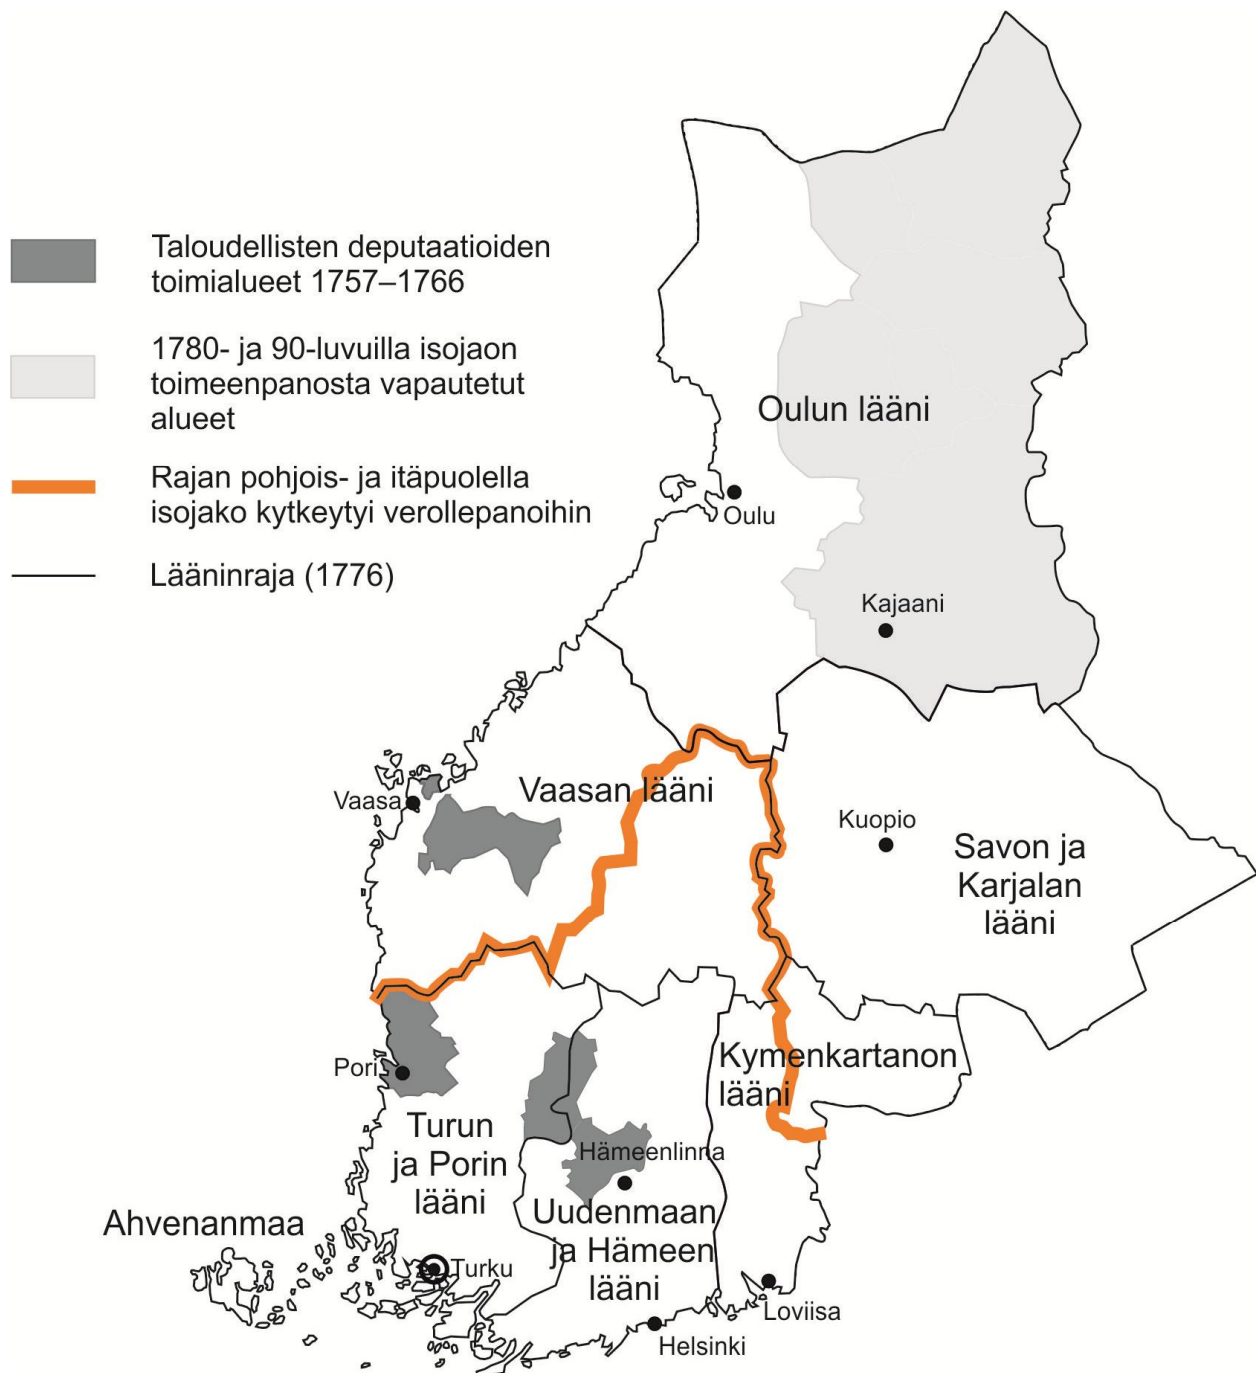 Taloudellisten deputaatioiden
toimialueet 1757–1766
1780- ja 90-luvuilla isojaon
toimeenpanosta vapautetut
alueet
Rajan pohjois- ja itäpuolella
isojako kytkeytyi verollepanoihin
Lääninraja (1776)
Oulun lääni
Oulu
Kajaani
Vaasan lääni
Vaasa
Kuopio
Savon ja
Karjalan
lääni
Kymenkartanon
lääni
Pori
Turun
ja Porin
lääni
Hämeenlinna
Uudenmaan
ja Hämeen
lääni
Ahvenanmaa
Turku
Loviisa
Helsinki